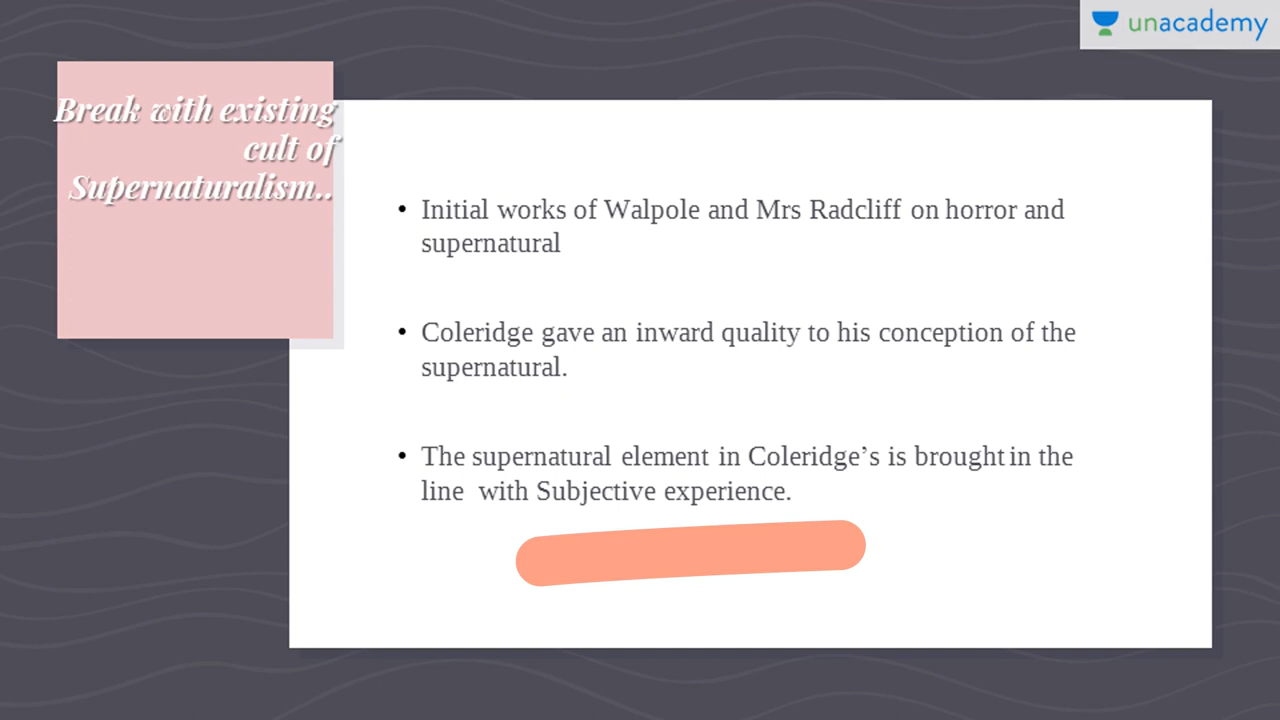 unacademy
Break with existing
cult of
Supernaturalism..
• Initial works of Walpole and Mrs Radcliff on horror and
supernatural
• Coleridge gave an inward quality to his conception of the
supernatural.
• The supernatural element in Coleridge’s is brought in the
line with Subjective experience.